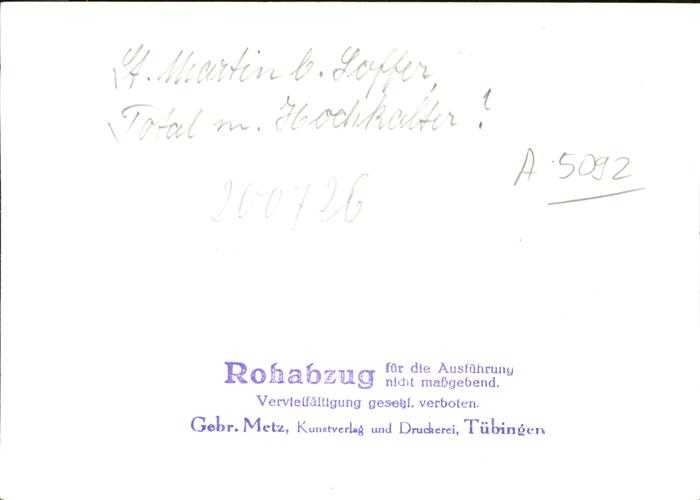 St. Martin b. Loffer,
Total m. Hochkalter!
A 5092
200726
Rohabzug für die Ausführung
nicht maßgebend.
Vervielfältigung gesetzl. verboten.
Gebr. Metz, Kunstverlag und Druckerei, Tübingen